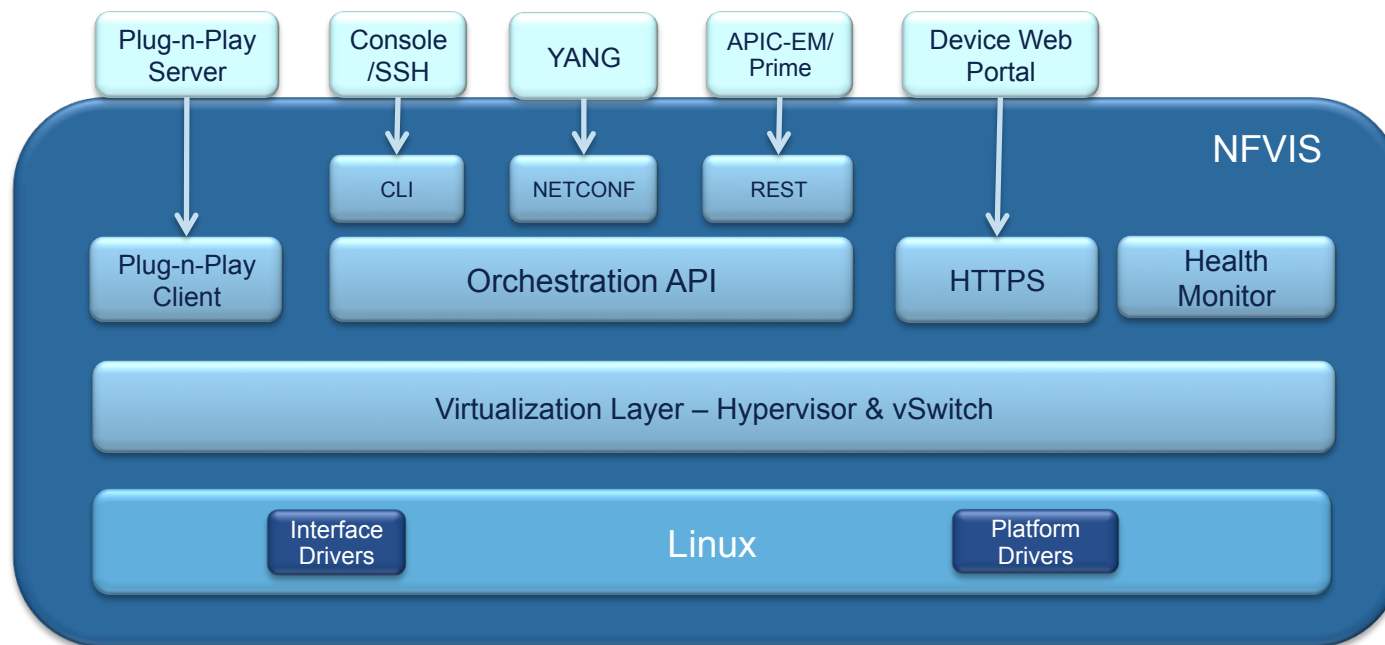 Plug-n-Play
Server
Console
/SSH
YANG
APIC-EM/
Prime
Device Web
Portal
NFVIS
CLI
NETCONF
REST
Plug-n-Play
Client
Orchestration API
HTTPS
Health
Monitor
Virtualization Layer – Hypervisor & vSwitch
Interface
Drivers
Linux
Platform
Drivers